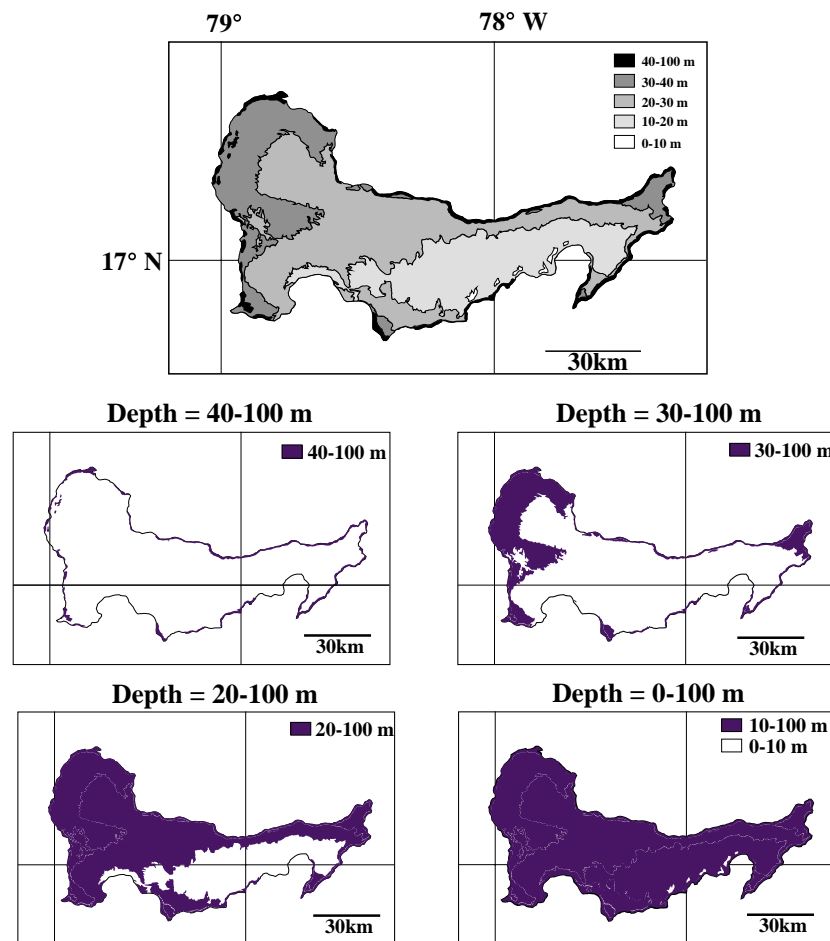 79°
78° W
40-100 m
30-40 m
20-30 m
10-20 m
0-10 m
17° N
30km
Depth = 40-100 m
40-100 m
30km
Depth = 30-100 m
30-100 m
30km
Depth = 20-100 m
20-100 m
30km
Depth = 0-100 m
10-100 m
0-10 m
30km